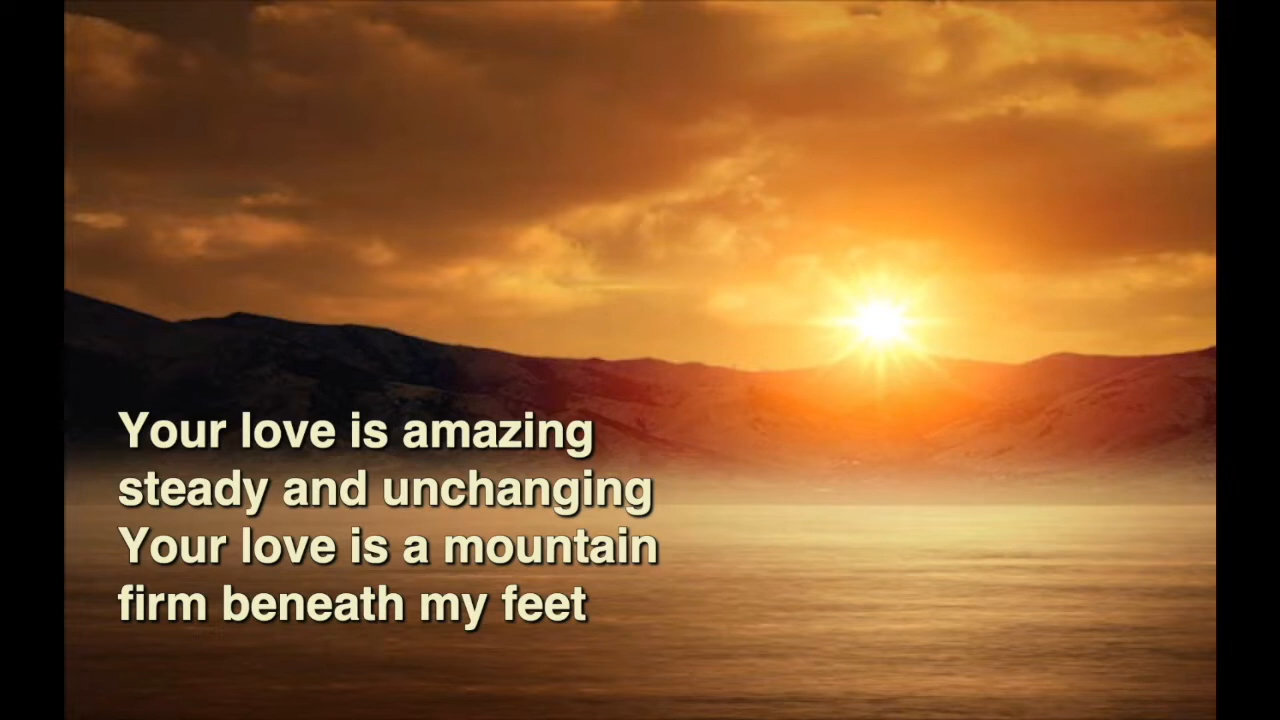 Your love is amazing
steady and unchanging
Your love is a mountain
firm beneath my feet